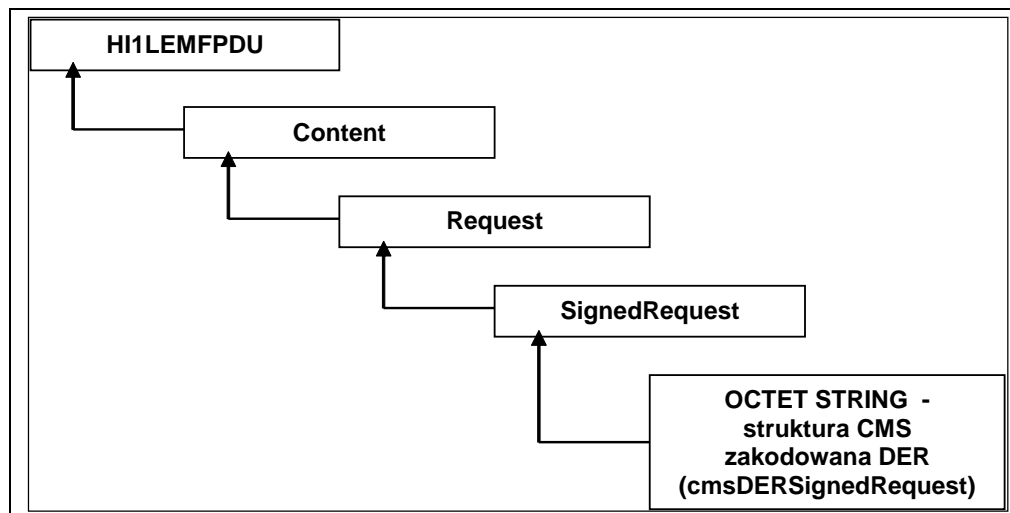 HI1LEMFPDU
Content
Request
SignedRequest
OCTET STRING -
struktura CMS
zakodowana DER
(cmsDERSignedRequest)